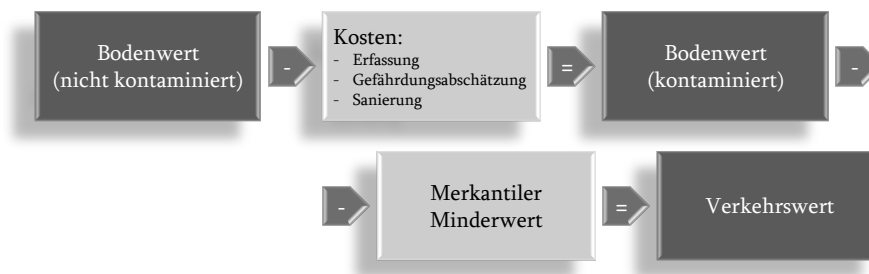 Bodenwert
(nicht kontaminiert)
-
Kosten:
- Erfassung
- Gefährdungsabschätzung
- Sanierung
=
Bodenwert
(kontaminiert)
-
-
Merkantiler
Minderwert
=
Verkehrswert